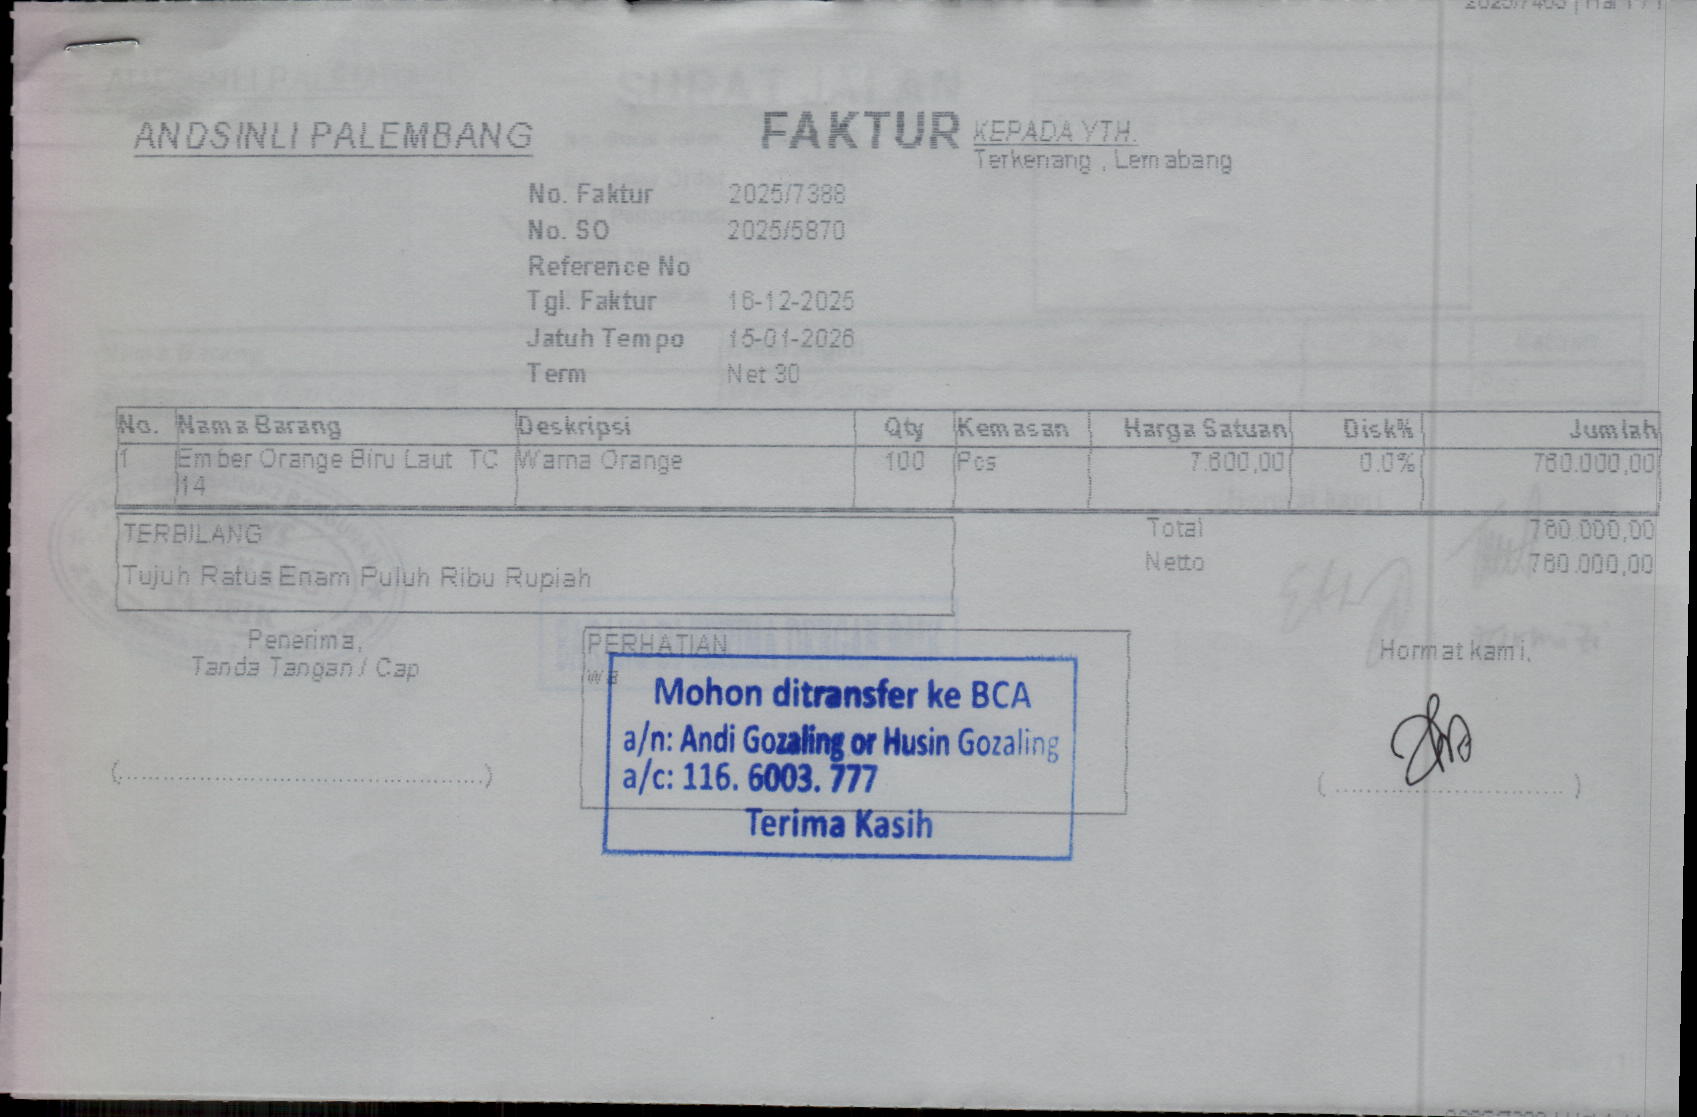 ANDSINLI PALEMBANG
FAKTUR
KEPADA YTH.
Terkenang , Lemabang
No. Faktur 2025/7388
No. SO 2025/5870
Reference No
Tgl. Faktur 16-12-2025
Jatuh Tempo 15-01-2026
Term Net 30
No. Nama Barang Deskripsi Qty Kemasan Harga Satuan Disk% Jumlah
1 Ember Orange Biru Laut TC Warna Orange 100 Pcs 7.600,00 0.0% 760.000,00
14
TERBILANG
Tujuh Ratus Enam Puluh Ribu Rupiah
Total 760.000,00
Netto 760.000,00
Penerima,
Tanda Tangan / Cap
PERHATIAN
Hormat kami,
Mohon ditransfer ke BCA
a/n: Andi Gozaling or Husin Gozaling
a/c: 116. 6003. 777
Terima Kasih